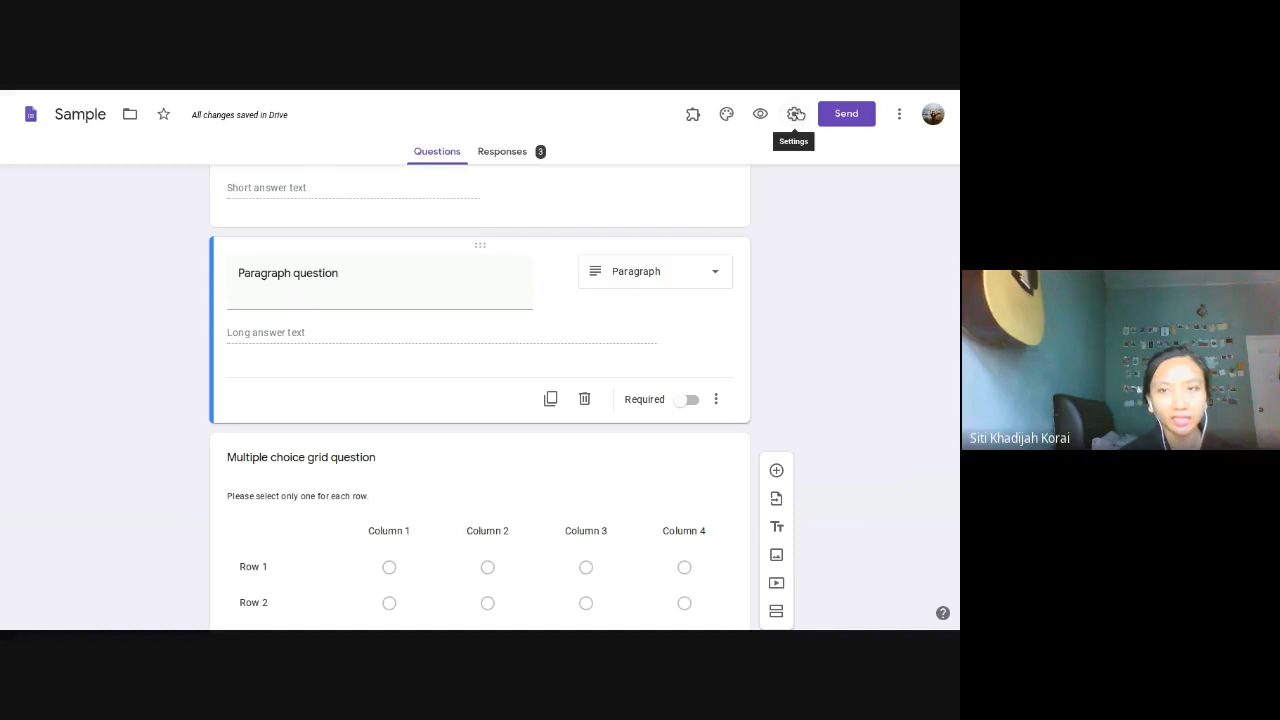 Sample
All changes saved in Drive
Send
Settings
Questions
Responses 3
Short answer text
Paragraph question
Paragraph
Long answer text
Required
Multiple choice grid question
Please select only one for each row.
Column 1 Column 2 Column 3 Column 4
Row 1
Row 2
Siti Khadijah Korai